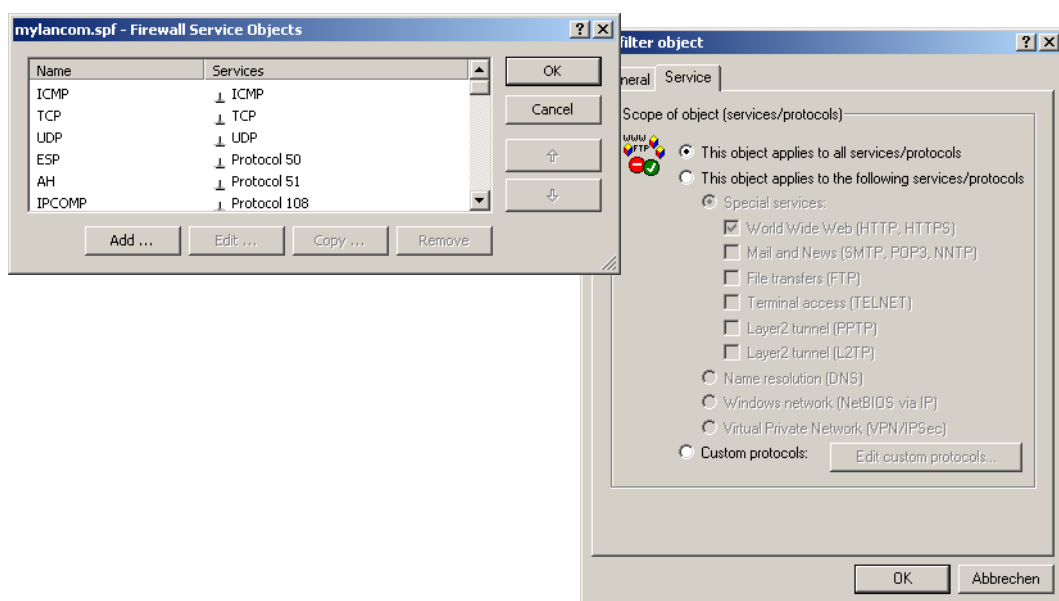 mylancom.spf - Firewall Service Objects
Name Services
ICMP ICMP
TCP TCP
UDP UDP
ESP Protocol 50
AH Protocol 51
IPCOMP Protocol 108
OK
Cancel
Add ...
Edit ...
Copy ...
Remove
filter object
neral Service
Scope of object (services/protocols)
WWW
FTP
This object applies to all services/protocols
This object applies to the following services/protocols
Special services:
World Wide Web (HTTP, HTTPS)
Mail and News (SMTP, POP3, NNTP)
File transfers (FTP)
Terminal access (TELNET)
Layer2 tunnel (PPTP)
Layer2 tunnel (L2TP)
Name resolution (DNS)
Windows network (NetBIOS via IP)
Virtual Private Network (VPN/IPSec)
Custom protocols:
Edit custom protocols...
OK
Abbrechen